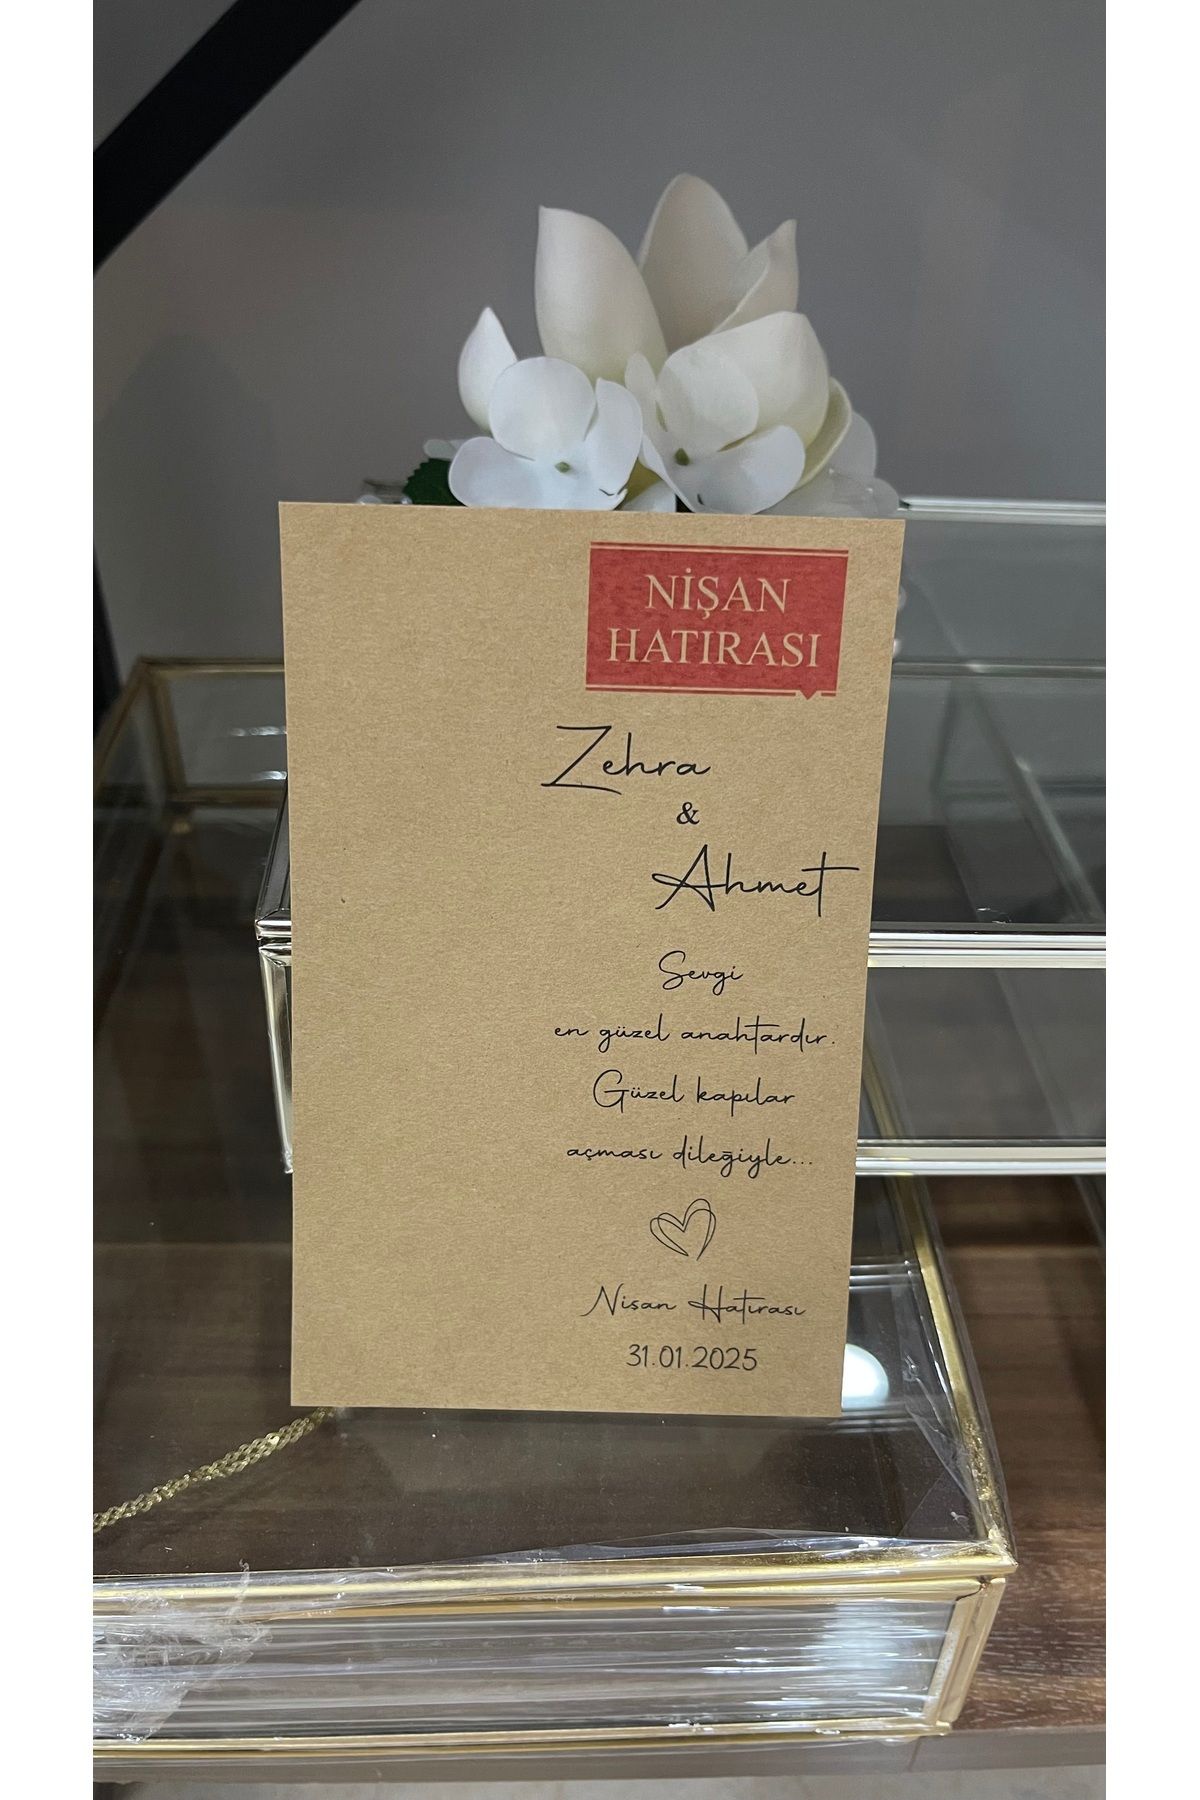 NİŞAN
HATIRASI
Zehra
&
Ahmet
Sevgi
en güzel anahtardır.
Güzel kapılar
açması dileğiyle...
Nişan Hatırası
31.01.2025